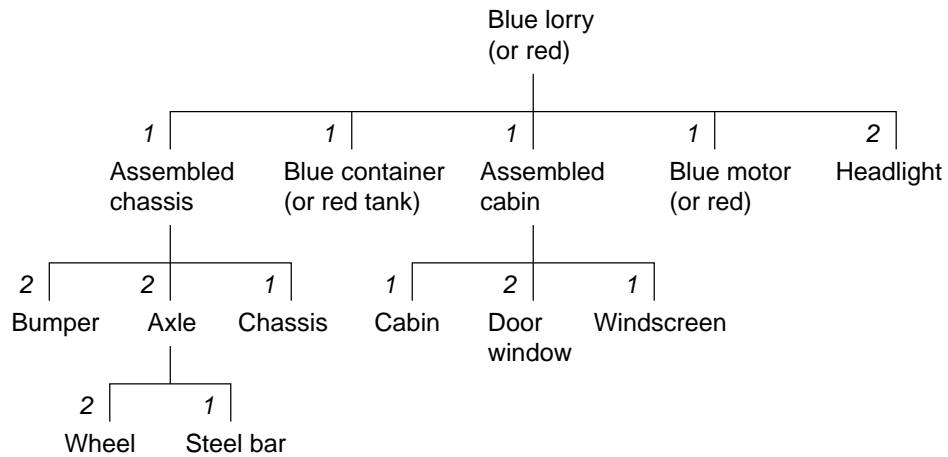 Blue lorry
(or red)
1 1 1 1 2
Assembled Blue container Assembled Blue motor Headlight
chassis (or red tank) cabin (or red)
2 2 1 1 2 1
Bumper Axle Chassis Cabin Door Windscreen
window
2 1
Wheel Steel bar